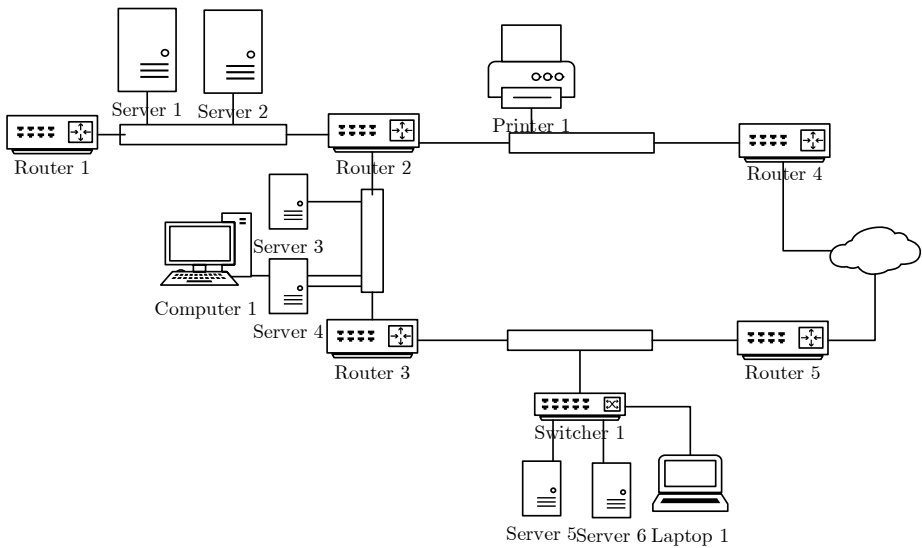 Server 1
Server 2
Printer 1
Router 1
Router 2
Router 4
Server 3
Computer 1
Server 4
Router 3
Router 5
Switcher 1
Server 5
Server 6
Laptop 1